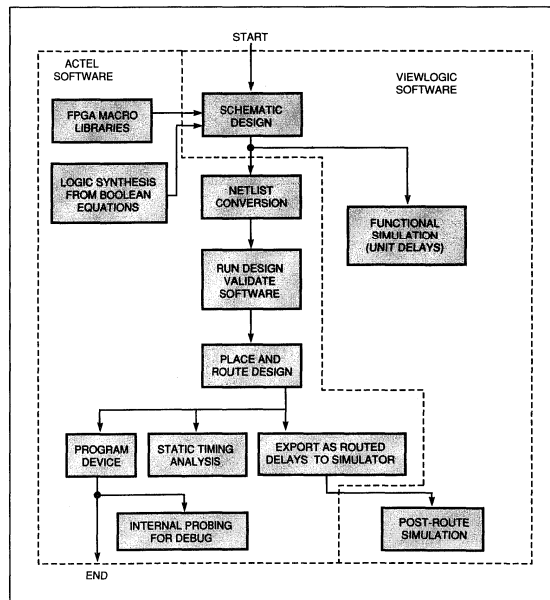 START
ACTEL
SOFTWARE
VIEWLOGIC
SOFTWARE
FPGA MACRO
LIBRARIES
SCHEMATIC
DESIGN
LOGIC SYNTHESIS
FROM BOOLEAN
EQUATIONS
NETLIST
CONVERSION
FUNCTIONAL
SIMULATION
(UNIT DELAYS)
RUN DESIGN
VALIDATE
SOFTWARE
PLACE AND
ROUTE DESIGN
PROGRAM
DEVICE
STATIC TIMING
ANALYSIS
EXPORT AS ROUTED
DELAYS TO SIMULATOR
INTERNAL PROBING
FOR DEBUG
POST-ROUTE
SIMULATION
END